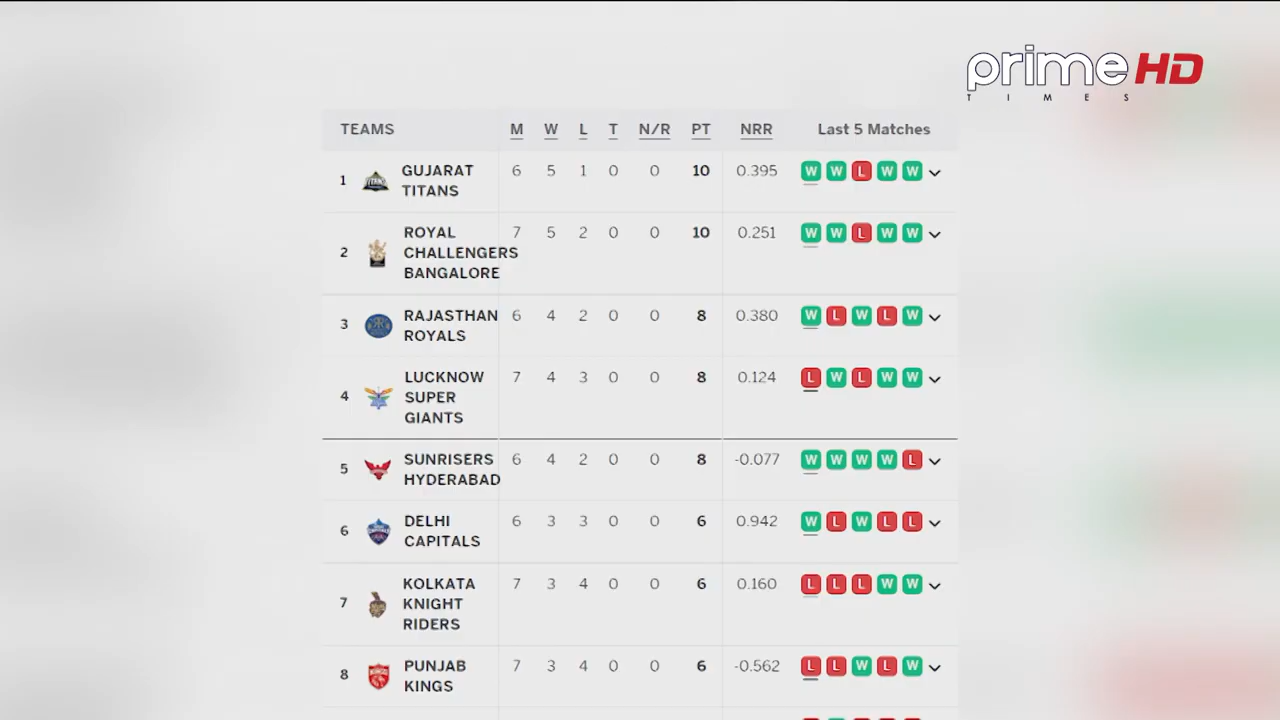 prime HD
TIMES
TEAMS M W L T N/R PT NRR Last 5 Matches
1 GUJARAT 6 5 1 0 0 10 0.395 W W L W W
TITANS
ROYAL 7 5 2 0 0 10 0.251 W W L W W
2 CHALLENGERS
BANGALORE
3 RAJASTHAN 6 4 2 0 0 8 0.380 W L W L W
ROYALS
LUCKNOW 7 4 3 0 0 8 0.124 L W L W W
4 SUPER
GIANTS
5 SUNRISERS 6 4 2 0 0 8 -0.077 W W W W L
HYDERABAD
6 DELHI 6 3 3 0 0 6 0.942 W L W L L
CAPITALS
KOLKATA 7 3 4 0 0 6 0.160 L L L W W
7 KNIGHT
RIDERS
8 PUNJAB 7 3 4 0 0 6 -0.562 L L W L W
KINGS